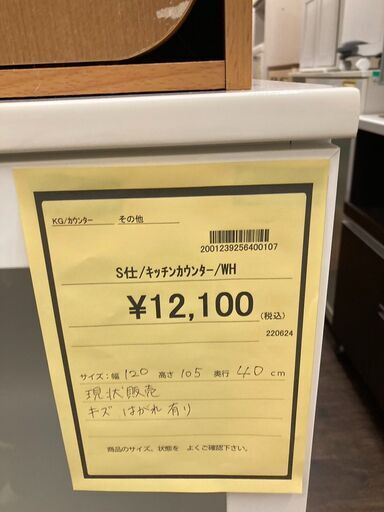 KG/カウンター その他
2001239256400107
S仕/キッチンカウンター/WH
¥12,100(税込)
220624
サイズ:幅 120 高さ 105 奥行 40 cm
現状販売
キズ はがれ 有り
商品のサイズ、状態を よくご確認下さい。